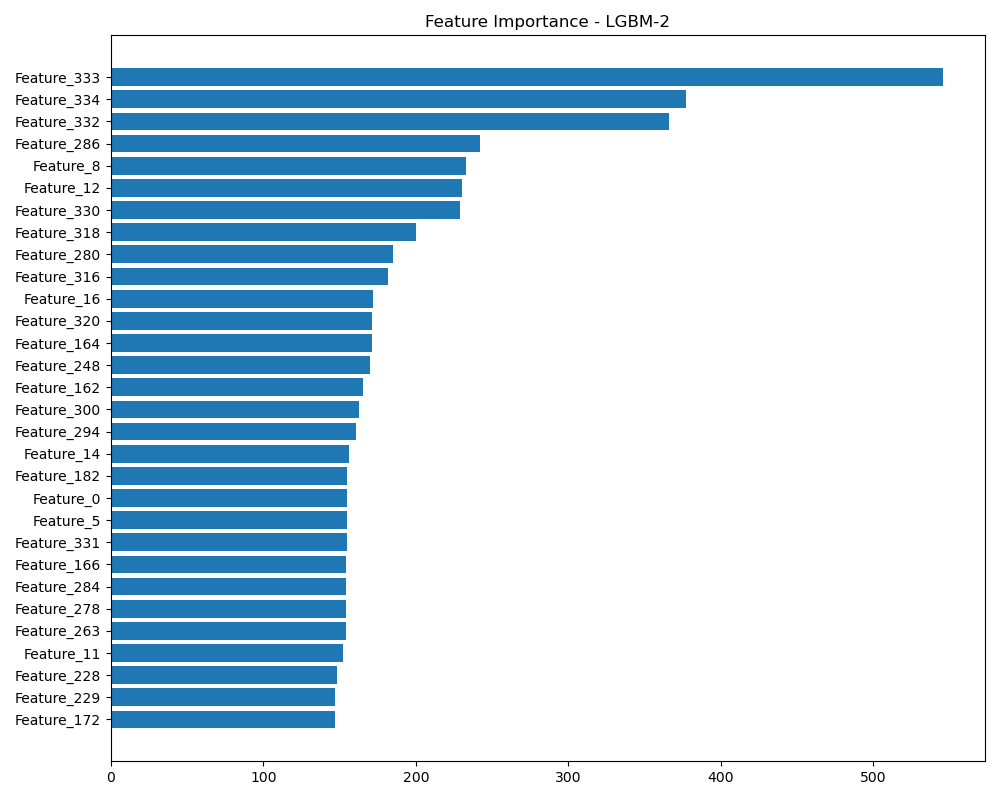 Feature Importance - LGBM-2
Feature_333
Feature_334
Feature_332
Feature_286
Feature_8
Feature_12
Feature_330
Feature_318
Feature_280
Feature_316
Feature_16
Feature_320
Feature_164
Feature_248
Feature_162
Feature_300
Feature_294
Feature_14
Feature_182
Feature_0
Feature_5
Feature_331
Feature_166
Feature_284
Feature_278
Feature_263
Feature_11
Feature_228
Feature_229
Feature_172
0 100 200 300 400 500